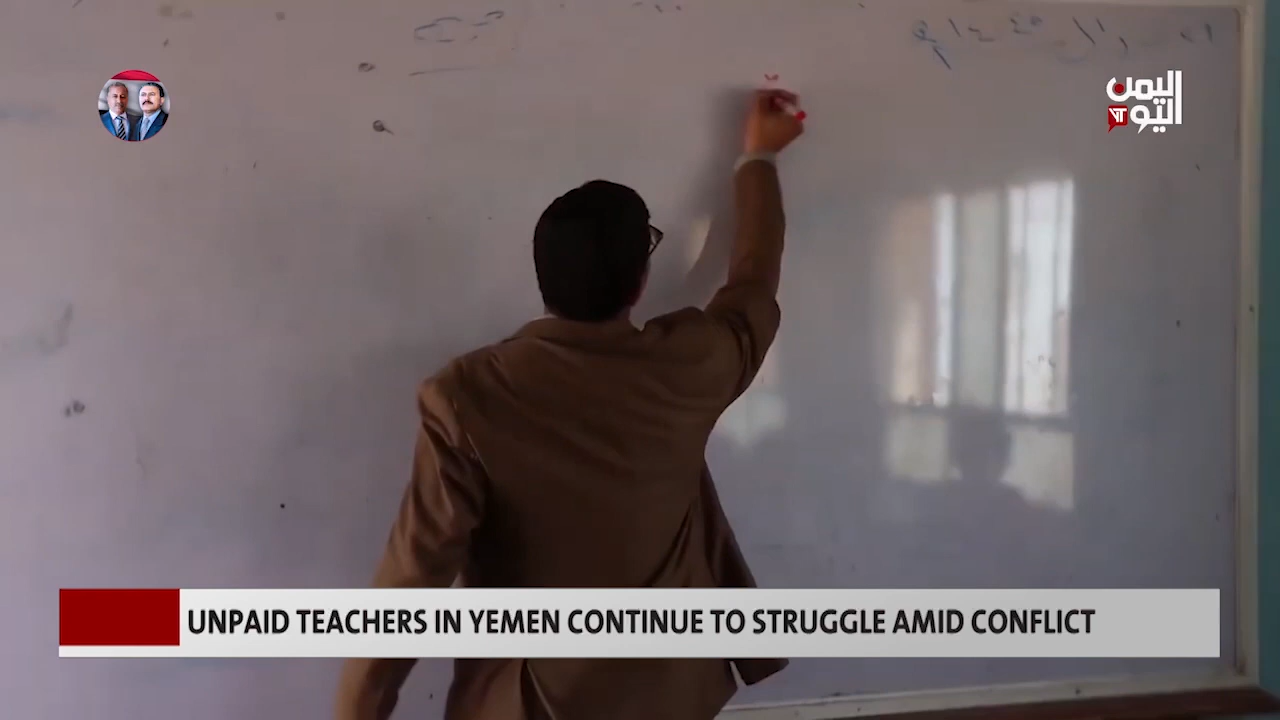 اليمن
اليوم
UNPAID TEACHERS IN YEMEN CONTINUE TO STRUGGLE AMID CONFLICT